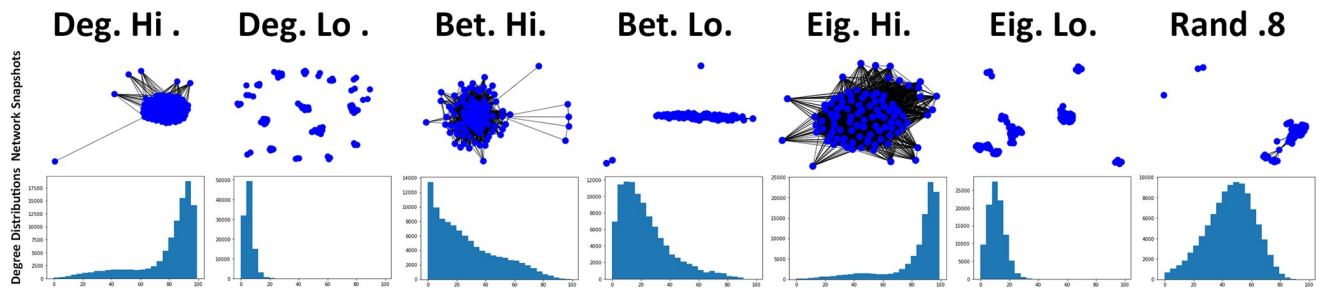 Deg. Hi .
Deg. Lo .
Bet. Hi.
Bet. Lo.
Eig. Hi.
Eig. Lo.
Rand .8
Network Snapshots
Degree Distributions
17500
15000
12500
10000
7500
5000
2500
0
0 20 40 60 80 100
50000
40000
30000
20000
10000
0
0 20 40 60 80 100
14000
12000
10000
8000
6000
4000
2000
0
0 20 40 60 80 100
12000
10000
8000
6000
4000
2000
0
0 20 40 60 80 100
25000
20000
15000
10000
5000
0
0 20 40 60 80 100
25000
20000
15000
10000
5000
0
0 20 40 60 80 100
10000
8000
6000
4000
2000
0
0 20 40 60 80 100